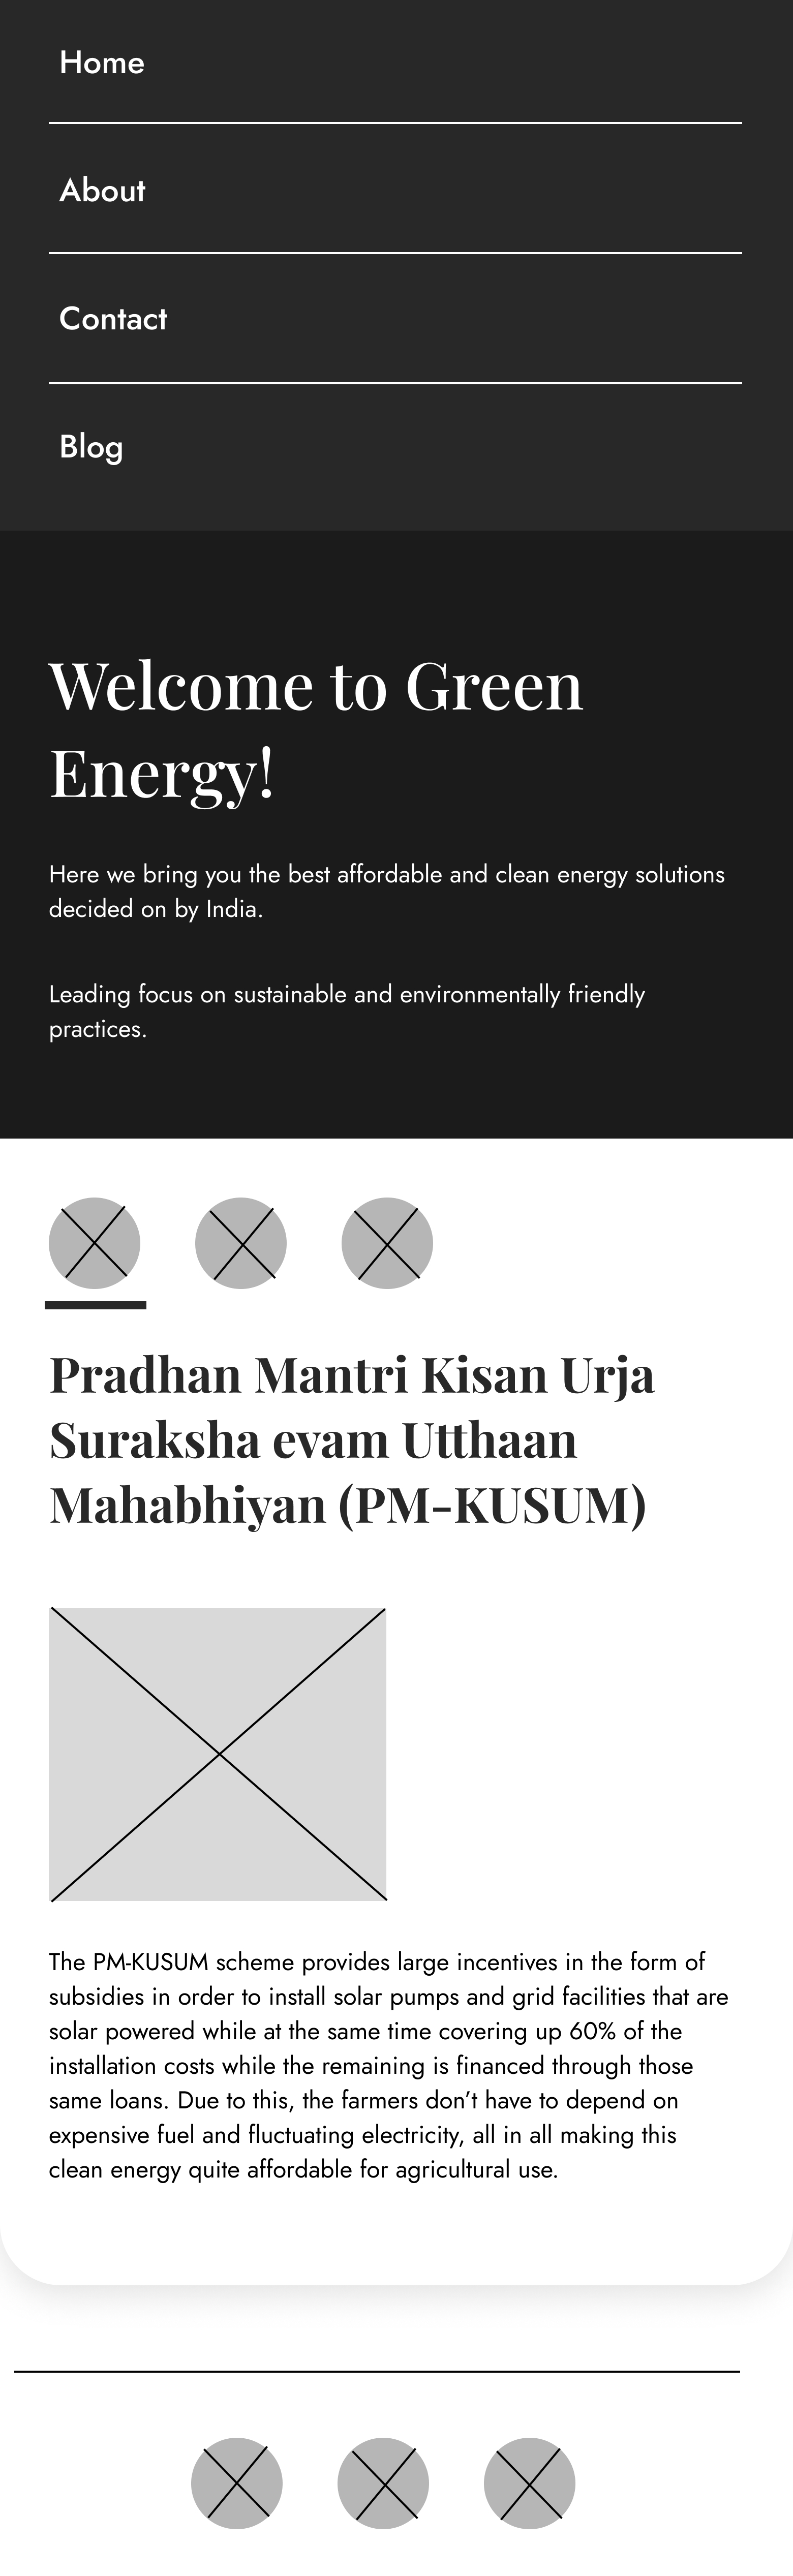 Home
About
Contact
Blog
Welcome to Green
Energy!
Here we bring you the best affordable and clean energy solutions
decided on by India.
Leading focus on sustainable and environmentally friendly
practices.
Pradhan Mantri Kisan Urja
Suraksha evam Utthaan
Mahabhiyan (PM-KUSUM)
The PM-KUSUM scheme provides large incentives in the form of
subsidies in order to install solar pumps and grid facilities that are
solar powered while at the same time covering up 60% of the
installation costs while the remaining is financed through those
same loans. Due to this, the farmers don’t have to depend on
expensive fuel and fluctuating electricity, all in all making this
clean energy quite affordable for agricultural use.